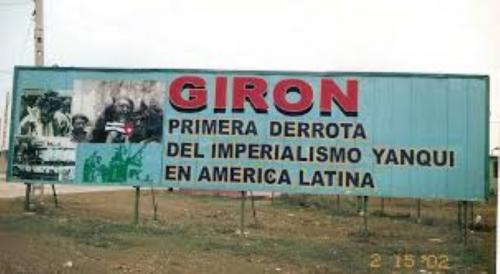 GIRON
PRIMERA DERROTA
DEL IMPERIALISMO YANQUI
EN AMERICA LATINA
2 15 '02